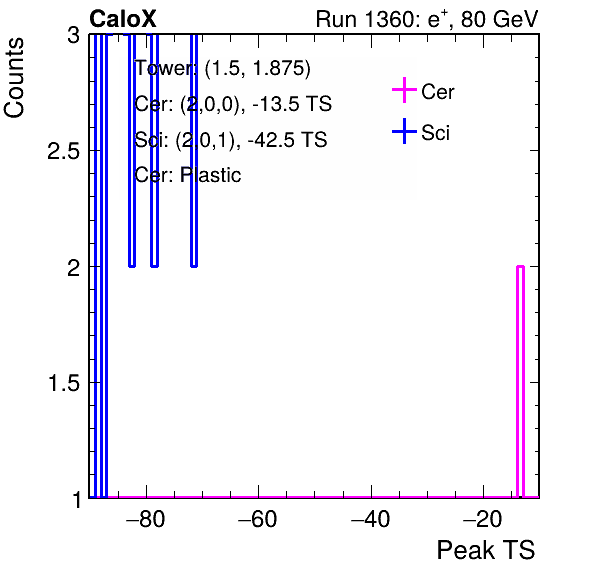 CaloX Run 1360: e+, 80 GeV
Counts
3
2.5
2
1.5
1
Tower: (1.5, 1.875)
Cer: (2,0,0), -13.5 TS
Sci: (2,0,1), -42.5 TS
Cer: Plastic
Cer
Sci
−80 −60 −40 −20
Peak TS